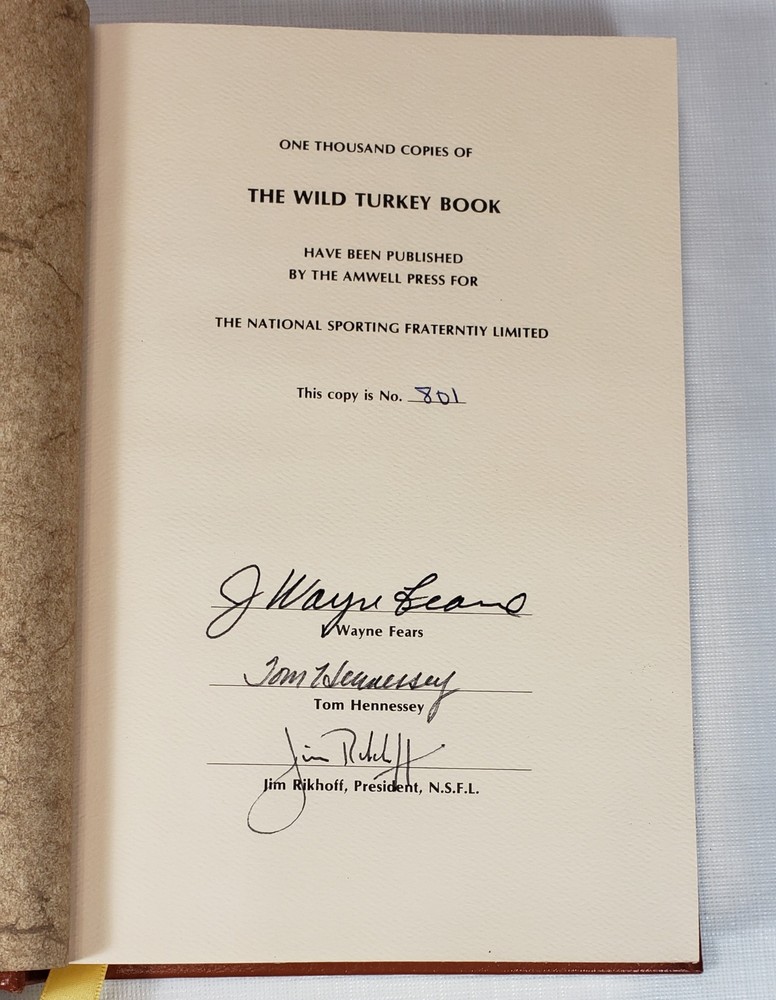 ONE THOUSAND COPIES OF
THE WILD TURKEY BOOK
HAVE BEEN PUBLISHED
BY THE AMWELL PRESS FOR
THE NATIONAL SPORTING FRATERNTIY LIMITED
This copy is No. 801
J Wayne Fears
J Wayne Fears
Tom Hennessey
Tom Hennessey
Jim Rikhoff
Jim Rikhoff, President, N.S.F.L.